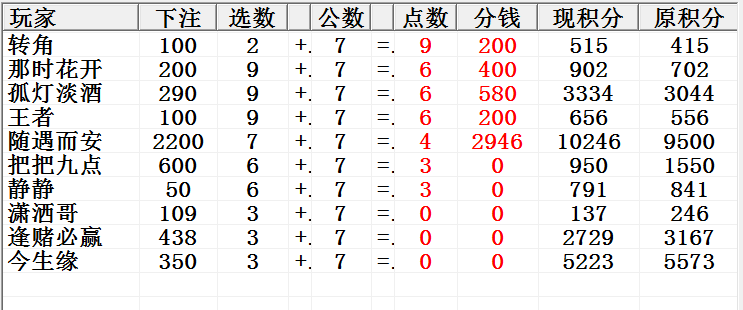 玩家 下注 选数 公数 点数 分钱 现积分 原积分
转角 100 2 +. 7 =. 9 200 515 415
那时花开 200 9 +. 7 =. 6 400 902 702
孤灯淡酒 290 9 +. 7 =. 6 580 3334 3044
王者 100 9 +. 7 =. 6 200 656 556
随遇而安 2200 7 +. 7 =. 4 2946 10246 9500
把把九点 600 6 +. 7 =. 3 0 950 1550
静静 50 6 +. 7 =. 3 0 791 841
潇洒哥 109 3 +. 7 =. 0 0 137 246
逢赌必赢 438 3 +. 7 =. 0 0 2729 3167
今生缘 350 3 +. 7 =. 0 0 5223 5573